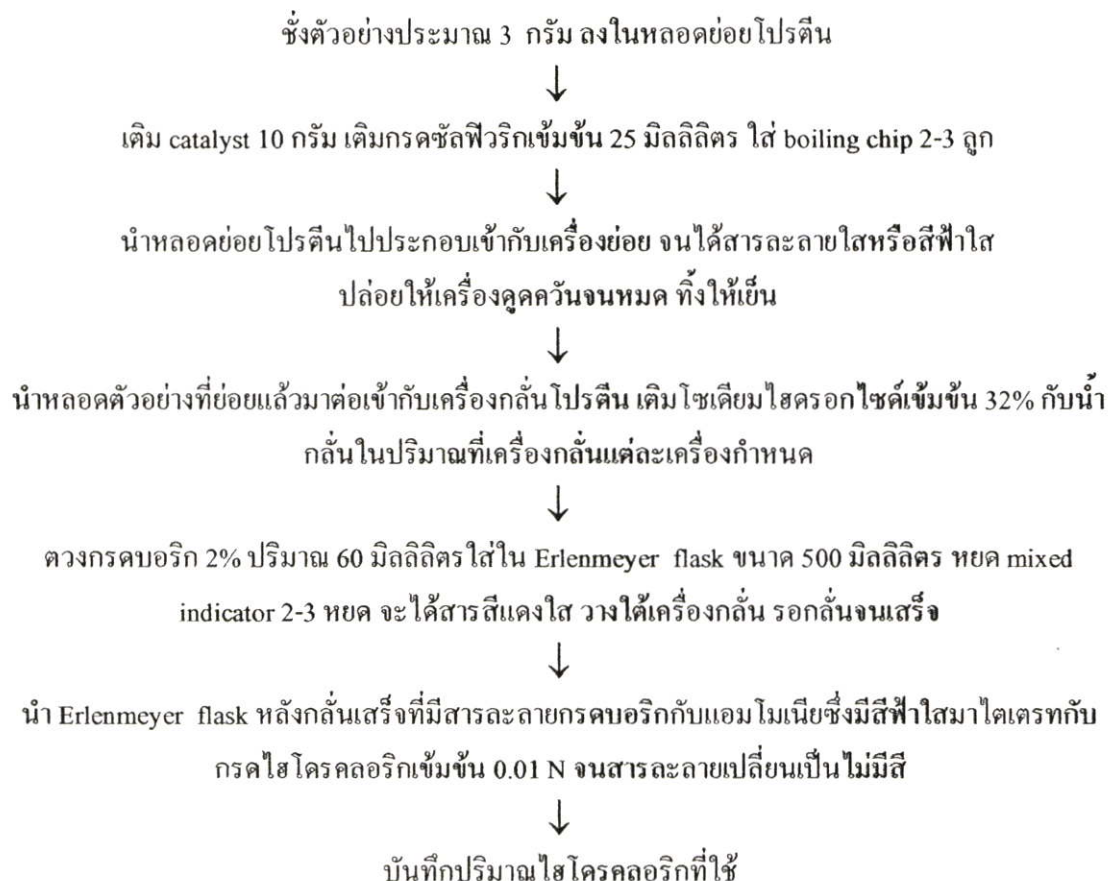 ชั่งตัวอย่างประมาณ 3 กรัม ลงในหลอดย่อยโปรตีน
↓
เติม catalyst 10 กรัม เติมกรดซัลฟิวริกเข้มข้น 25 มิลลิลิตร ใส่ boiling chip 2-3 ลูก
↓
นำหลอดย่อยโปรตีนไปประกอบเข้ากับเครื่องย่อย จนได้สารละลายใสหรือสีฟ้าใส
ปล่อยให้เครื่องดูดควันจนหมด ทิ้งให้เย็น
↓
นำหลอดตัวอย่างที่ย่อยแล้วมาต่อเข้ากับเครื่องกลั่นโปรตีน เติมโซเดียมไฮดรอกไซค์เข้มข้น 32% กับน้ำ
กลั่นในปริมาณที่เครื่องกลั่นแต่ละเครื่องกำหนด
↓
ตวงกรดบอริก 2% ปริมาณ 60 มิลลิลิตรใส่ใน Erlenmeyer flask ขนาด 500 มิลลิลิตร หยด mixed
indicator 2-3 หยด จะได้สารสีแดงใส วางใต้เครื่องกลั่น รอกลั่นจนเสร็จ
↓
นำ Erlenmeyer flask หลังกลั่นเสร็จที่มีสารละลายกรดบอริกกับแอมโมเนียซึ่งมีสีฟ้าใสมาไตเตรทกับ
กรดไฮโดรคลอริกเข้มข้น 0.01 N จนสารละลายเปลี่ยนเป็นไม่มีสี
↓
บันทึกปริมาณไฮโดรคลอริกที่ใช้